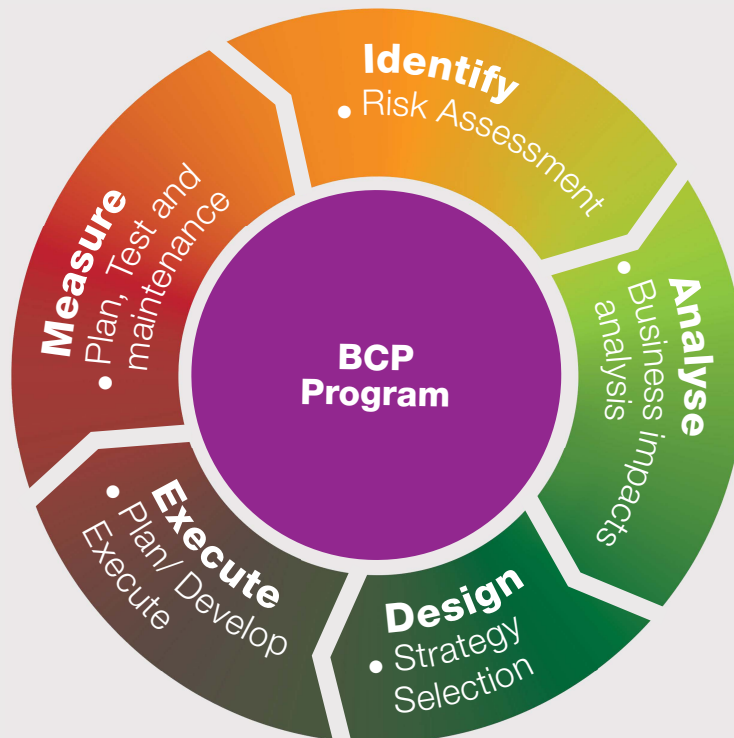 Identify
• Risk Assessment
Analyse
• Business impacts
analysis
Design
• Strategy
Selection
Execute
• Plan/ Develop
Execute
Measure
• Plan, Test and
maintenance
BCP
Program